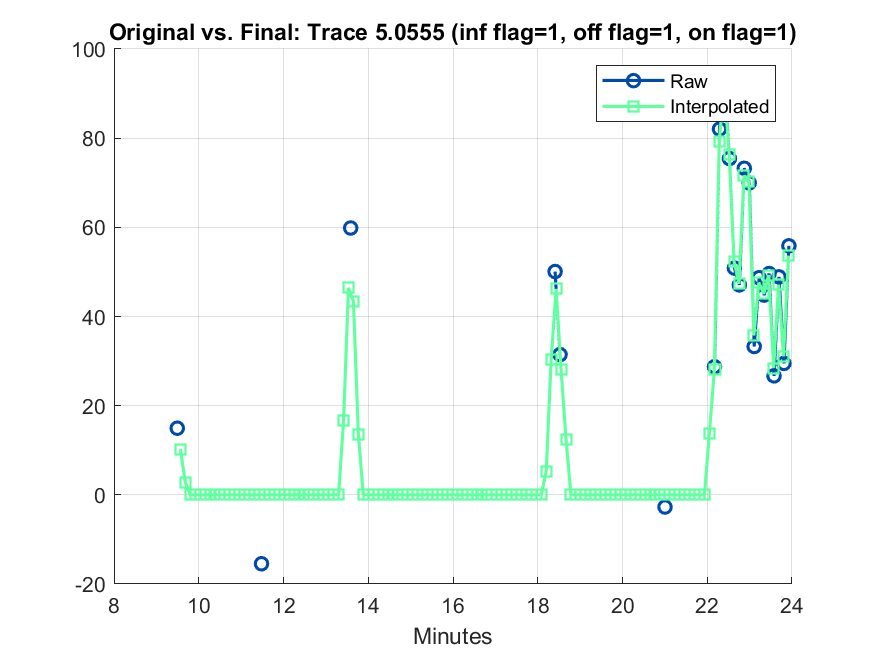 Original vs. Final: Trace 5.0555 (inf flag=1, off flag=1, on flag=1)
100
80
60
40
20
0
-20
Raw
Interpolated
8 10 12 14 16 18 20 22 24
Minutes